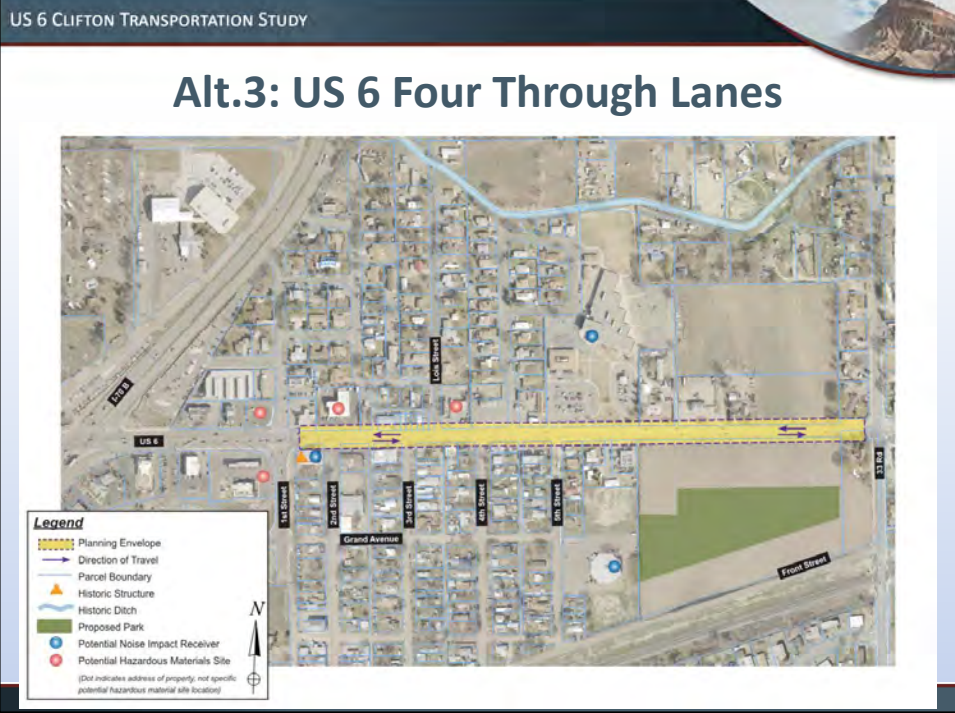 US 6 CLIFTON TRANSPORTATION STUDY
Alt.3: US 6 Four Through Lanes
Lois Street
I-70 B
US 6
33 Rd
1st Street
2nd Street
3rd Street
4th Street
5th Street
Grand Avenue
Front Street
Legend
Planning Envelope
Direction of Travel
Parcel Boundary
Historic Structure
Historic Ditch
Proposed Park
Potential Noise Impact Receiver
Potential Hazardous Materials Site
(Dot indicates address of property, not specific
potential hazardous material site location)
N